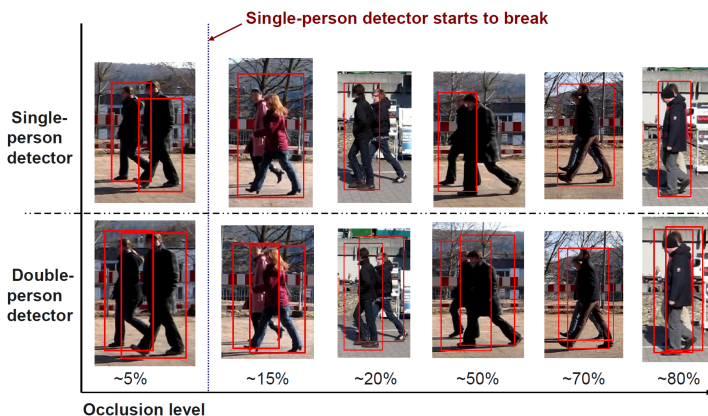 Single-person detector starts to break
Single-
person
detector
Double-
person
detector
~5%
~15%
~20%
~50%
~70%
~80%
Occlusion level